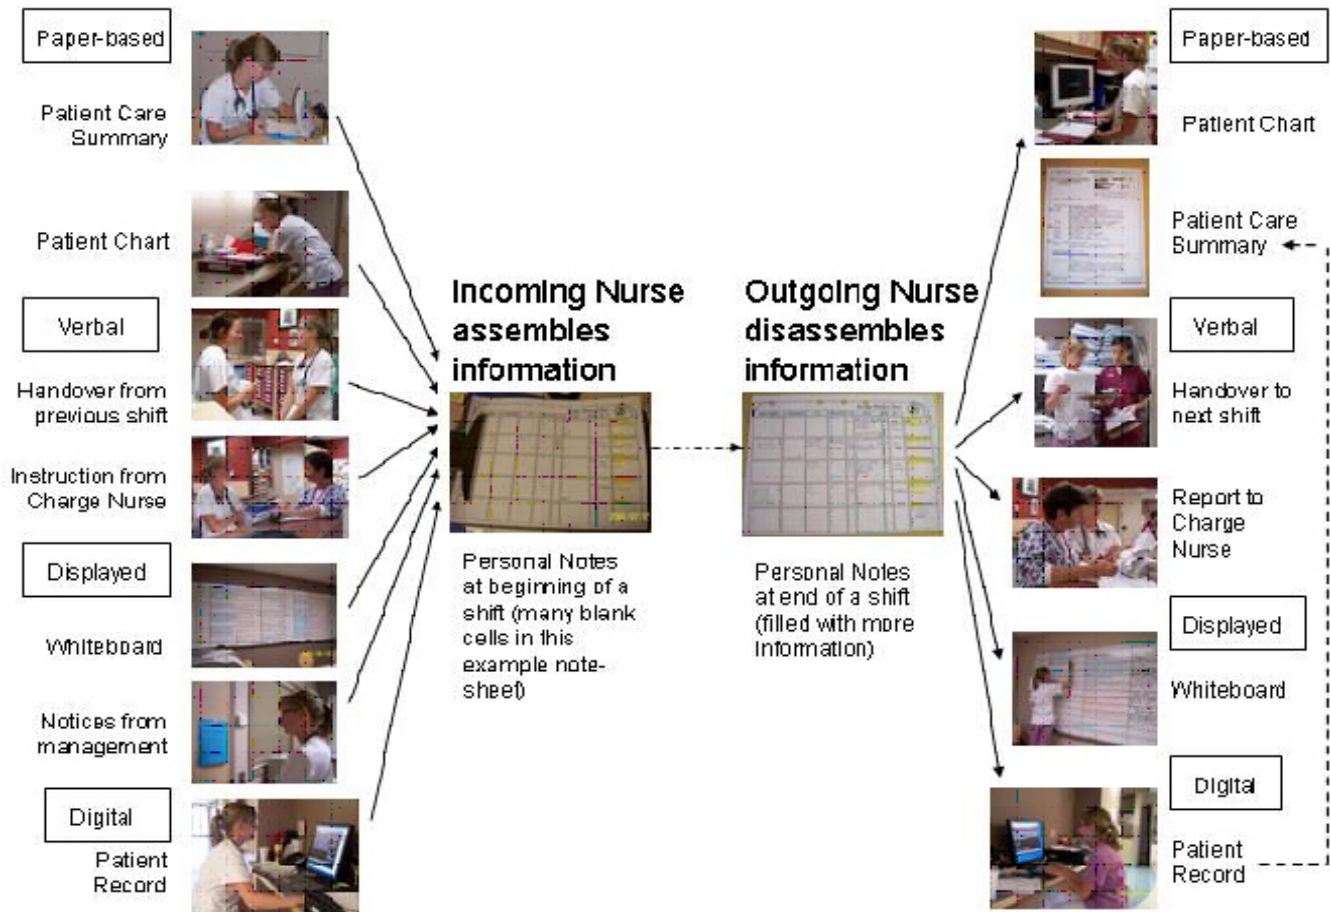 Paper-based
Patient Care
Summary
Patient Chart
Verbal
Handover from
previous shift
Instruction from
Charge Nurse
Displayed
Whiteboard
Notices from
management
Digital
Patient
Record
Incoming Nurse
assembles
information
Personal Notes
at beginning of a
shift (many blank
cells in this
example note-
sheet)
Outgoing Nurse
disassembles
information
Personal Notes
at end of a shift
(filled with more
information)
Paper-based
Patient Chart
Patient Care
Summary
Verbal
Handover to
next shift
Report to
Charge
Nurse
Displayed
Whiteboard
Digital
Patient
Record